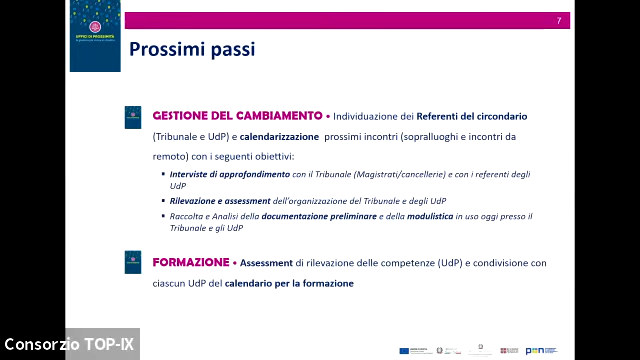 7
UFFICI DI PROSSIMITÀ
Prossimi passi
GESTIONE DEL CAMBIAMENTO • Individuazione dei Referenti del circondario
(Tribunale e UdP) e calendarizzazione prossimi incontri (sopralluoghi e incontri da
remoto) con i seguenti obiettivi:
▪ Interviste di approfondimento con il Tribunale (Magistrati/cancellerie) e con i referenti degli
UdP
▪ Rilevazione e assessment dell'organizzazione del Tribunale e degli UdP
▪ Raccolta e Analisi della documentazione preliminare e della modulistica in uso oggi presso il
Tribunale e gli UdP
FORMAZIONE • Assessment di rilevazione delle competenze (UdP) e condivisione con
ciascun UdP del calendario per la formazione
Consorzio TOP-IX
pon